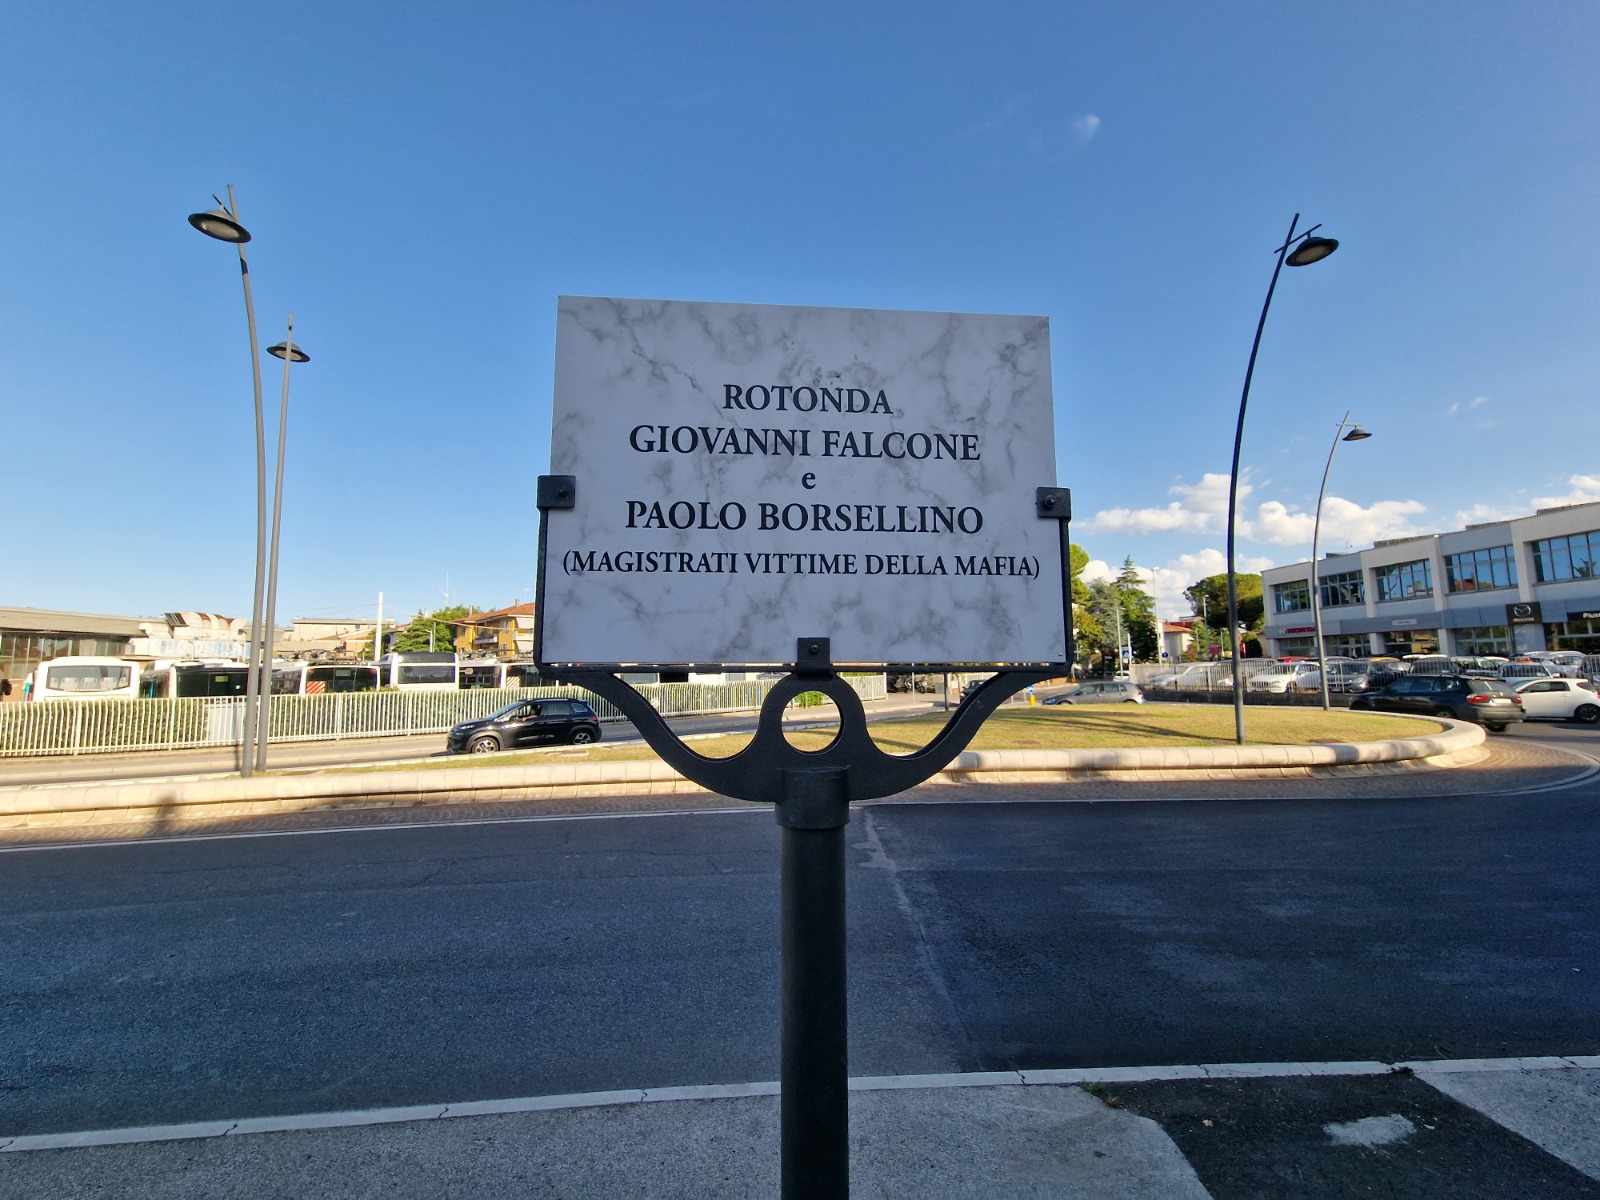 ROTONDA
GIOVANNI FALCONE
e
PAOLO BORSELLINO
(MAGISTRATI VITTIME DELLA MAFIA)